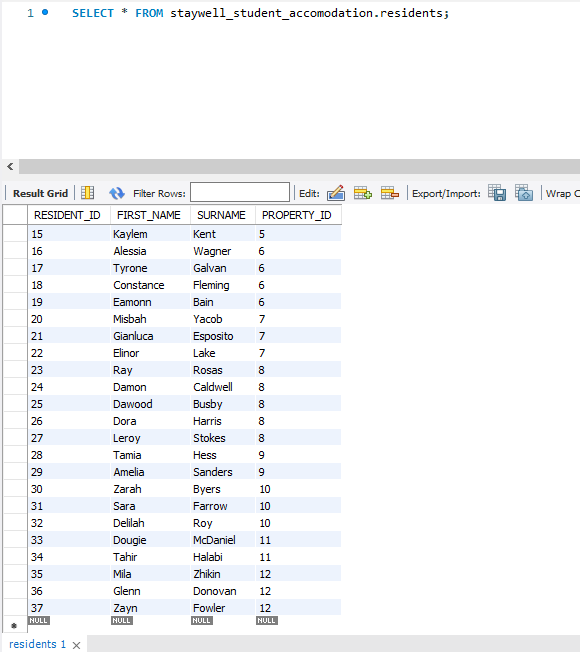 1 SELECT * FROM staywell_student_accomodation.residents;
Result Grid Filter Rows: Edit: Export/Import: Wrap C
RESIDENT_ID FIRST_NAME SURNAME PROPERTY_ID
15 Kaylem Kent 5
16 Alessia Wagner 6
17 Tyrone Galvan 6
18 Constance Fleming 6
19 Eamonn Bain 6
20 Misbah Yacob 7
21 Gianluca Esposito 7
22 Elinor Lake 7
23 Ray Rosas 8
24 Damon Caldwell 8
25 Dawood Busby 8
26 Dora Harris 8
27 Leroy Stokes 8
28 Tamia Hess 9
29 Amelia Sanders 9
30 Zarah Byers 10
31 Sara Farrow 10
32 Delilah Roy 10
33 Dougie McDaniel 11
34 Tahir Halabi 11
35 Mila Zhikin 12
36 Glenn Donovan 12
37 Zayn Fowler 12
NULL NULL NULL NULL
residents 1